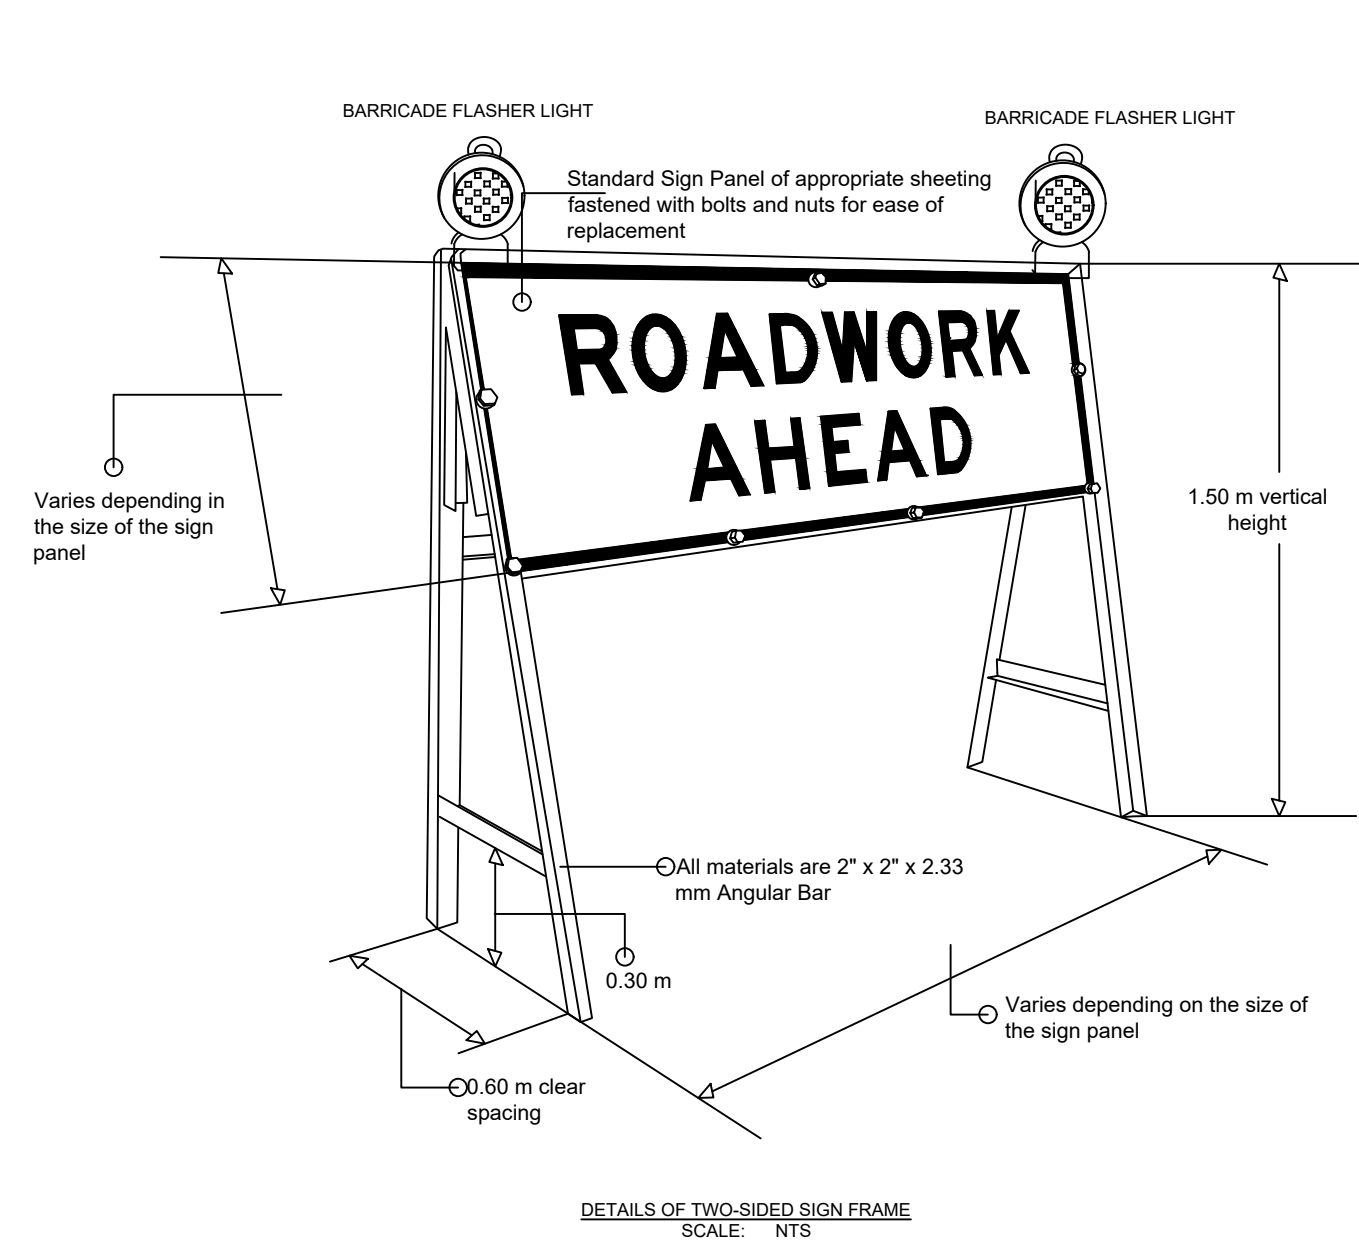 BARRICADE FLASHER LIGHT
BARRICADE FLASHER LIGHT
Standard Sign Panel of appropriate sheeting
fastened with bolts and nuts for ease of
replacement
ROADWORK
AHEAD
Varies depending in
the size of the sign
panel
1.50 m vertical
height
All materials are 2" x 2" x 2.33
mm Angular Bar
0.30 m
Varies depending on the size of
the sign panel
0.60 m clear
spacing
DETAILS OF TWO-SIDED SIGN FRAME
SCALE: NTS